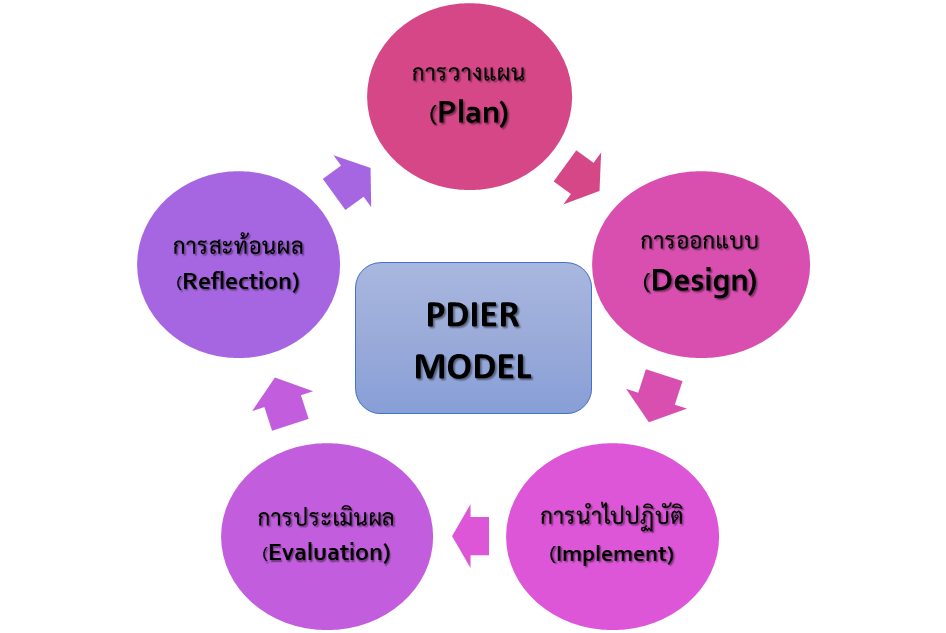 การวางแผน
(Plan)
การออกแบบ
(Design)
การนำไปปฏิบัติ
(Implement)
การประเมินผล
(Evaluation)
การสะท้อนผล
(Reflection)
PDIER
MODEL